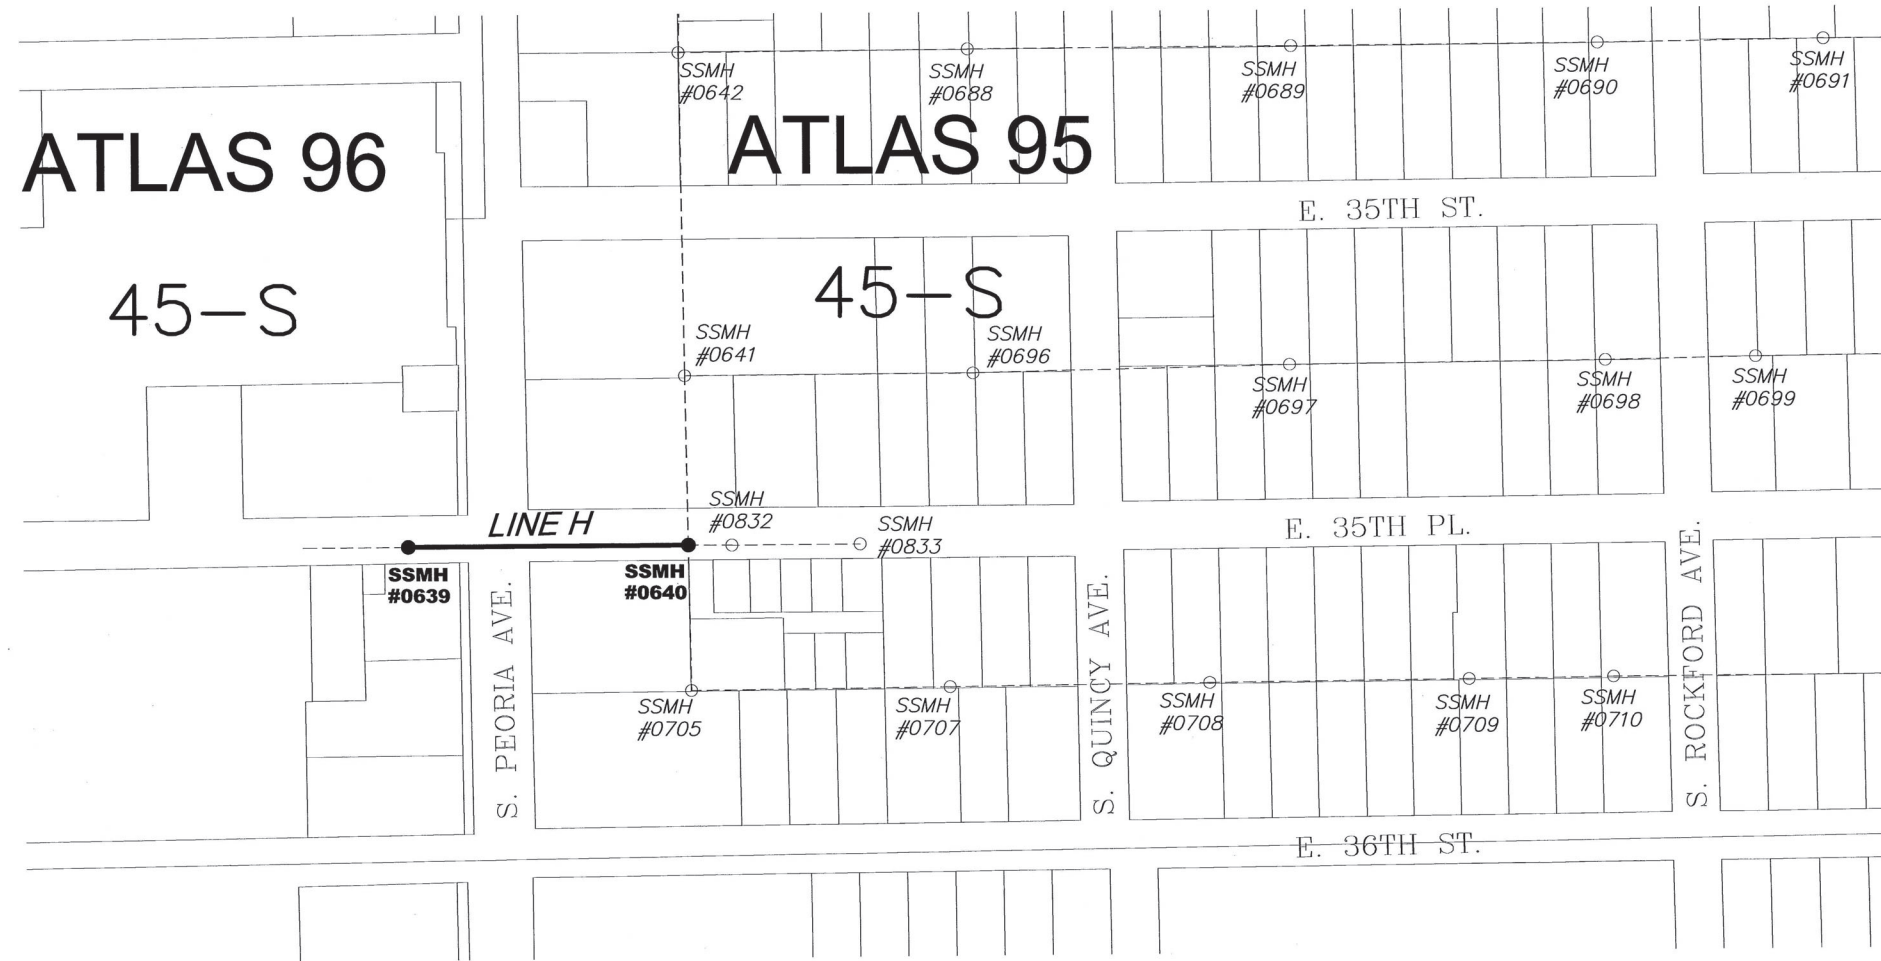 SSMH
#0642
SSMH
#0688
SSMH
#0689
SSMH
#0690
SSMH
#0691
ATLAS 96
ATLAS 95
E. 35TH ST.
45-S
45-S
SSMH
#0641
SSMH
#0696
SSMH
#0697
SSMH
#0698
SSMH
#0699
LINE H
SSMH
#0832
SSMH
#0833
E. 35TH PL.
SSMH
#0639
SSMH
#0640
S. PEORIA AVE.
S. QUINCY AVE.
S. ROCKFORD AVE.
SSMH
#0705
SSMH
#0707
SSMH
#0708
SSMH
#0709
SSMH
#0710
E. 36TH ST.